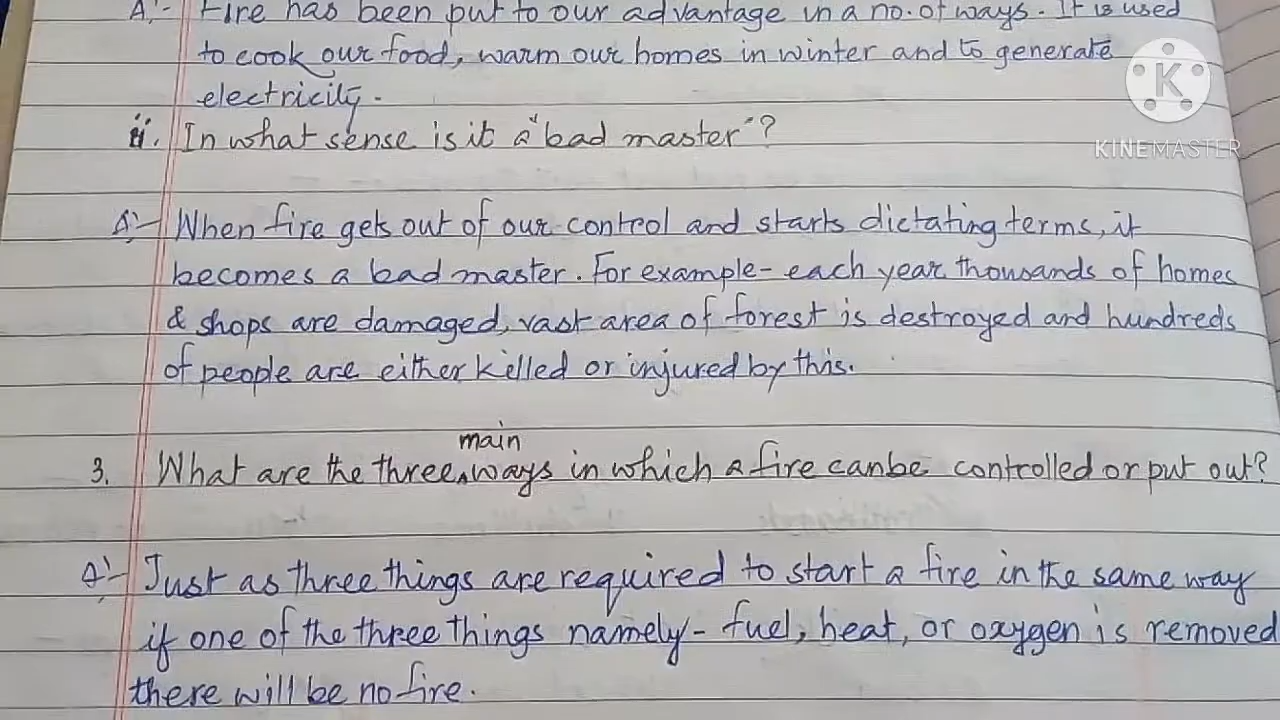 A:- Fire has been put to our advantage in a no. of ways. It is used
to cook our food, warm our homes in winter and to generate
electricity.
ii. In what sense is it a "bad master"?
A:- When fire gets out of our control and starts dictating terms, it
becomes a bad master. For example- each year thousands of homes
& shops are damaged, vast area of forest is destroyed and hundreds
of people are either killed or injured by this.
main
3. What are the three ways in which a fire can be controlled or put out?
A:- Just as three things are required to start a fire in the same way
if one of the three things namely- fuel, heat, or oxygen is removed
there will be no fire.
K
KINEMASTER